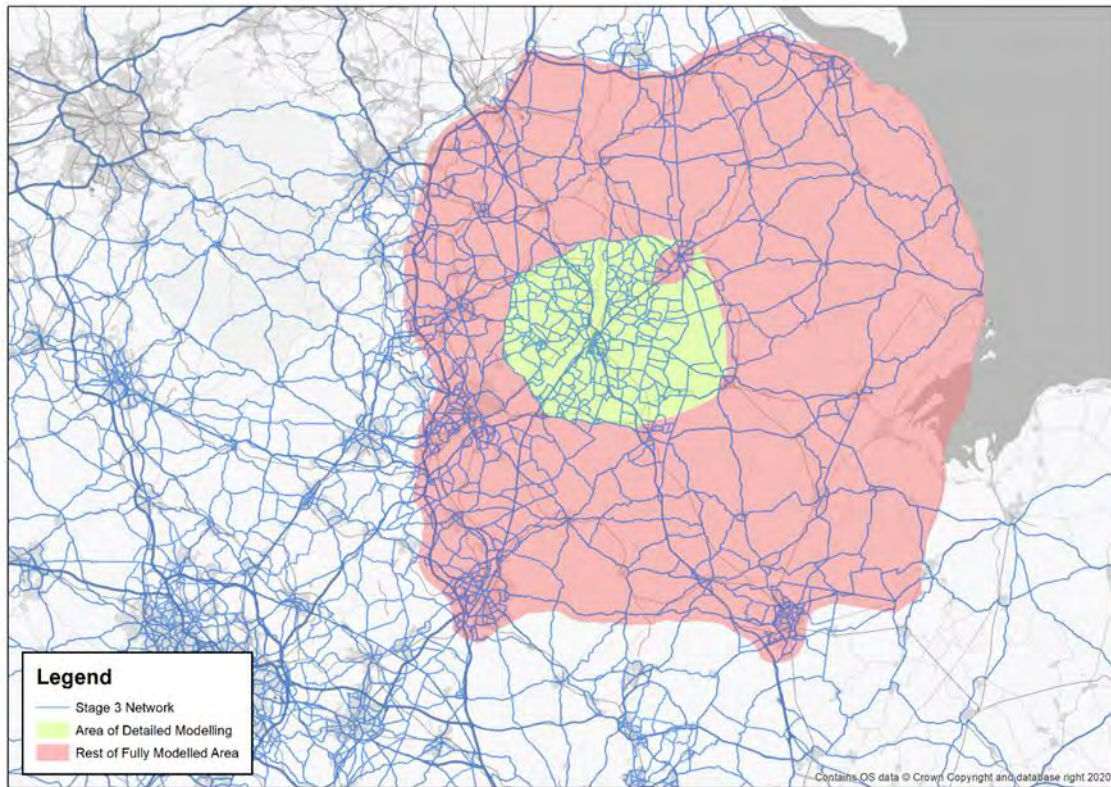 Legend
Stage 3 Network
Area of Detailed Modelling
Rest of Fully Modelled Area
Contains OS data © Crown Copyright and database right 2020